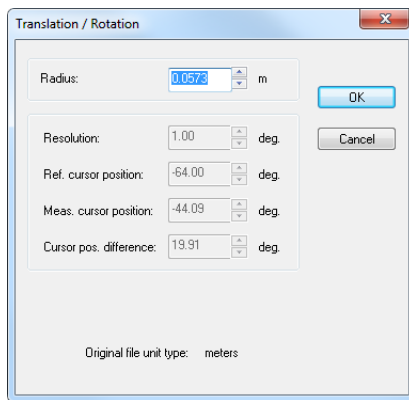 Translation / Rotation
Radius: 0.0573 m
OK
Resolution: 1.00 deg.
Cancel
Ref. cursor position: -64.00 deg.
Meas. cursor position: -44.09 deg.
Cursor pos. difference: 19.91 deg.
Original file unit type: meters